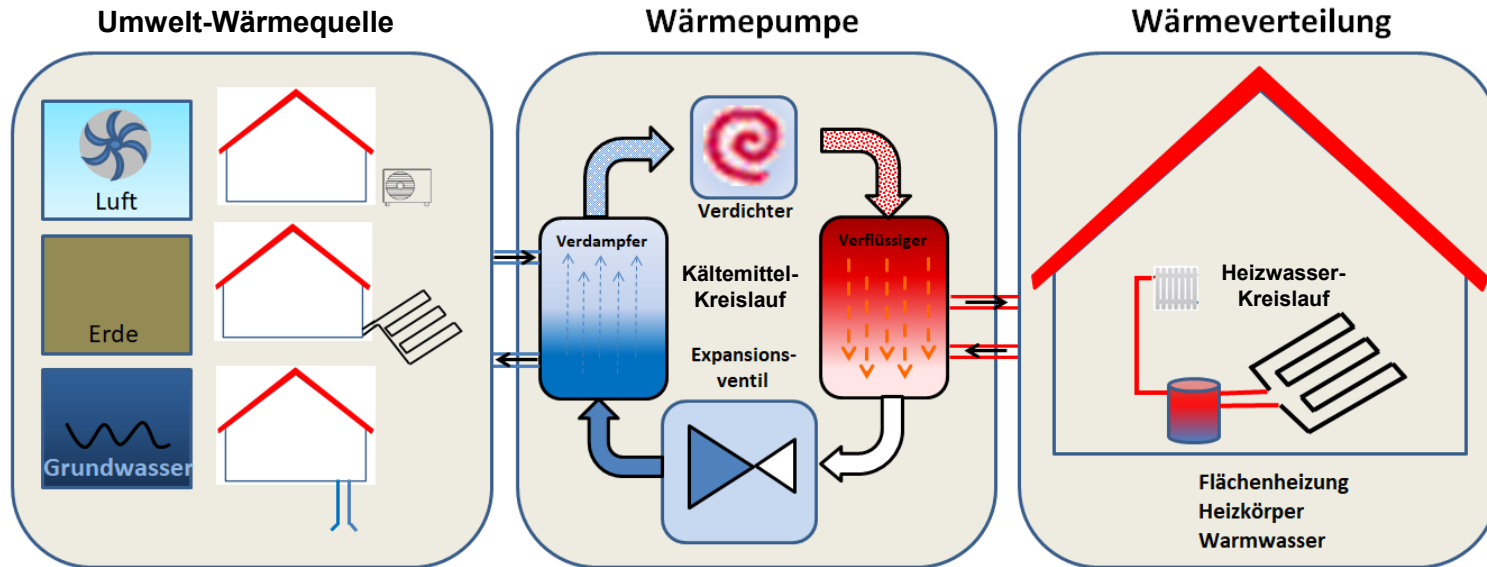 Umwelt-Wärmequelle
Luft
Erde
Grundwasser
Wärmepumpe
Verdichter
Verdampfer
Verflüssiger
Kältemittel-
Kreislauf
Expansions-
ventil
Wärmeverteilung
Heizwasser-
Kreislauf
Flächenheizung
Heizkörper
Warmwasser